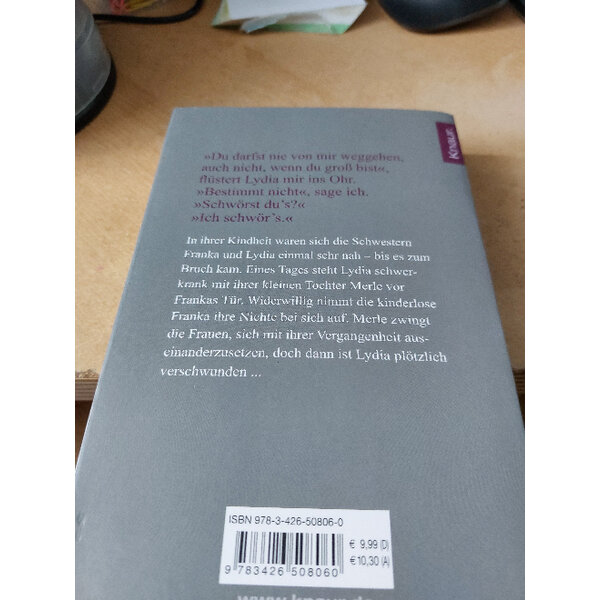 Knaur
»Du darfst nie von mir weggehen,
auch nicht, wenn du groß bist«,
flüstert Lydia mir ins Ohr.
»Bestimmt nicht«, sage ich.
»Schwörst du's?«
»Ich schwör's.«
In ihrer Kindheit waren sich die Schwestern
Franka und Lydia einmal sehr nah – bis es zum
Bruch kam. Eines Tages steht Lydia schwer-
krank mit ihrer kleinen Tochter Merle vor
Frankas Tür. Widerwillig nimmt die kinderlose
Franka ihre Nichte bei sich auf. Merle zwingt
die Frauen, sich mit ihrer Vergangenheit aus-
einanderzusetzen, doch dann ist Lydia plötzlich
verschwunden ...
ISBN 978-3-426-50806-0
€ 9,99 (D)
€ 10,30 (A)
9 783426 508060
www.knaur.de